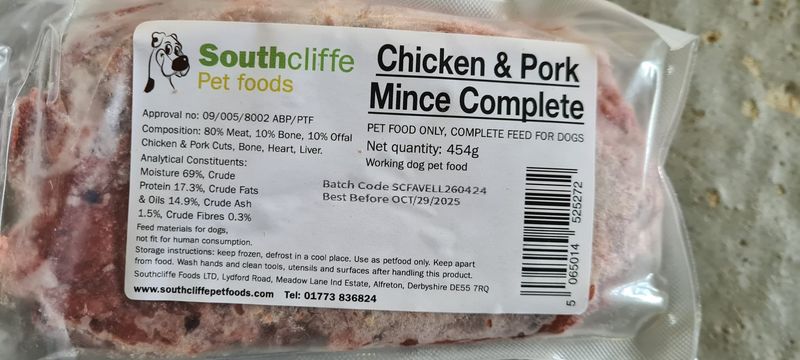 Southcliffe
Pet foods
Chicken & Pork
Mince Complete
PET FOOD ONLY, COMPLETE FEED FOR DOGS
Net quantity: 454g
Working dog pet food
Approval no: 09/005/8002 ABP/PTF
Composition: 80% Meat, 10% Bone, 10% Offal
Chicken & Pork Cuts, Bone, Heart, Liver.
Analytical Constituents:
Moisture 69%, Crude
Protein 17.3%, Crude Fats
& Oils 14.9%, Crude Ash
1.5%, Crude Fibres 0.3%
Batch Code SCFAVELL260424
Best Before OCT/29/2025
Feed materials for dogs,
not fit for human consumption.
Storage instructions: keep frozen, defrost in a cool place. Use as petfood only. Keep apart
from food. Wash hands and clean tools, utensils and surfaces after handling this product.
Southcliffe Foods LTD, Lydford Road, Meadow Lane Ind Estate, Alfreton, Derbyshire DE55 7RQ
www.southcliffepetfoods.com Tel: 01773 836824
5 065014 525272